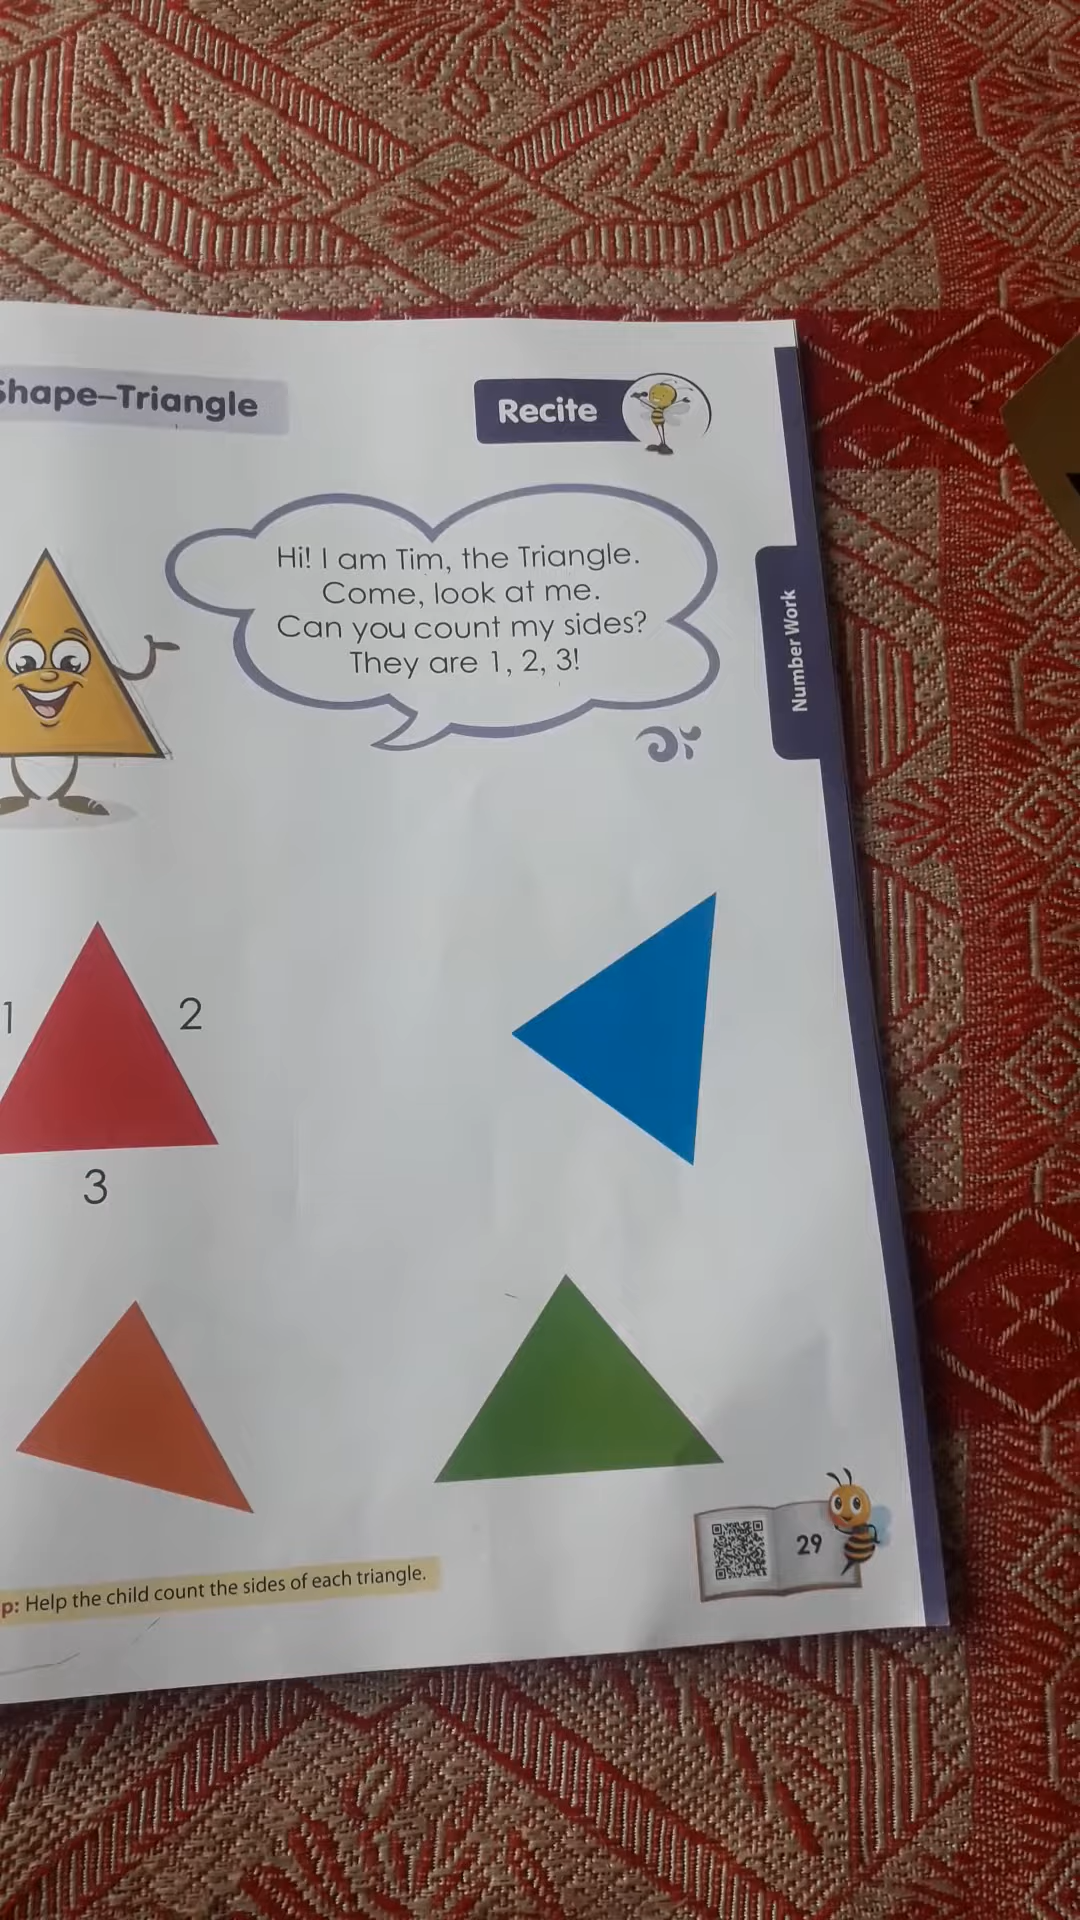 Shape–Triangle
Recite
Hi! I am Tim, the Triangle.
Come, look at me.
Can you count my sides?
They are 1, 2, 3!
Number Work
1
2
3
p: Help the child count the sides of each triangle.
29